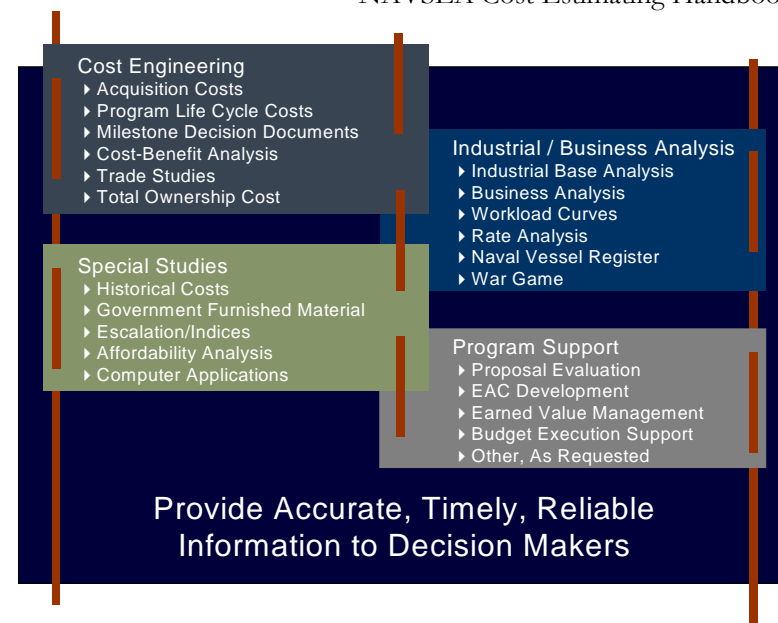 NAVSEA Cost Estimating Handboo
Cost Engineering
Acquisition Costs
Program Life Cycle Costs
Milestone Decision Documents
Cost-Benefit Analysis
Trade Studies
Total Ownership Cost
Industrial / Business Analysis
Industrial Base Analysis
Business Analysis
Workload Curves
Rate Analysis
Naval Vessel Register
War Game
Special Studies
Historical Costs
Government Furnished Material
Escalation/Indices
Affordability Analysis
Computer Applications
Program Support
Proposal Evaluation
EAC Development
Earned Value Management
Budget Execution Support
Other, As Requested
Provide Accurate, Timely, Reliable
Information to Decision Makers